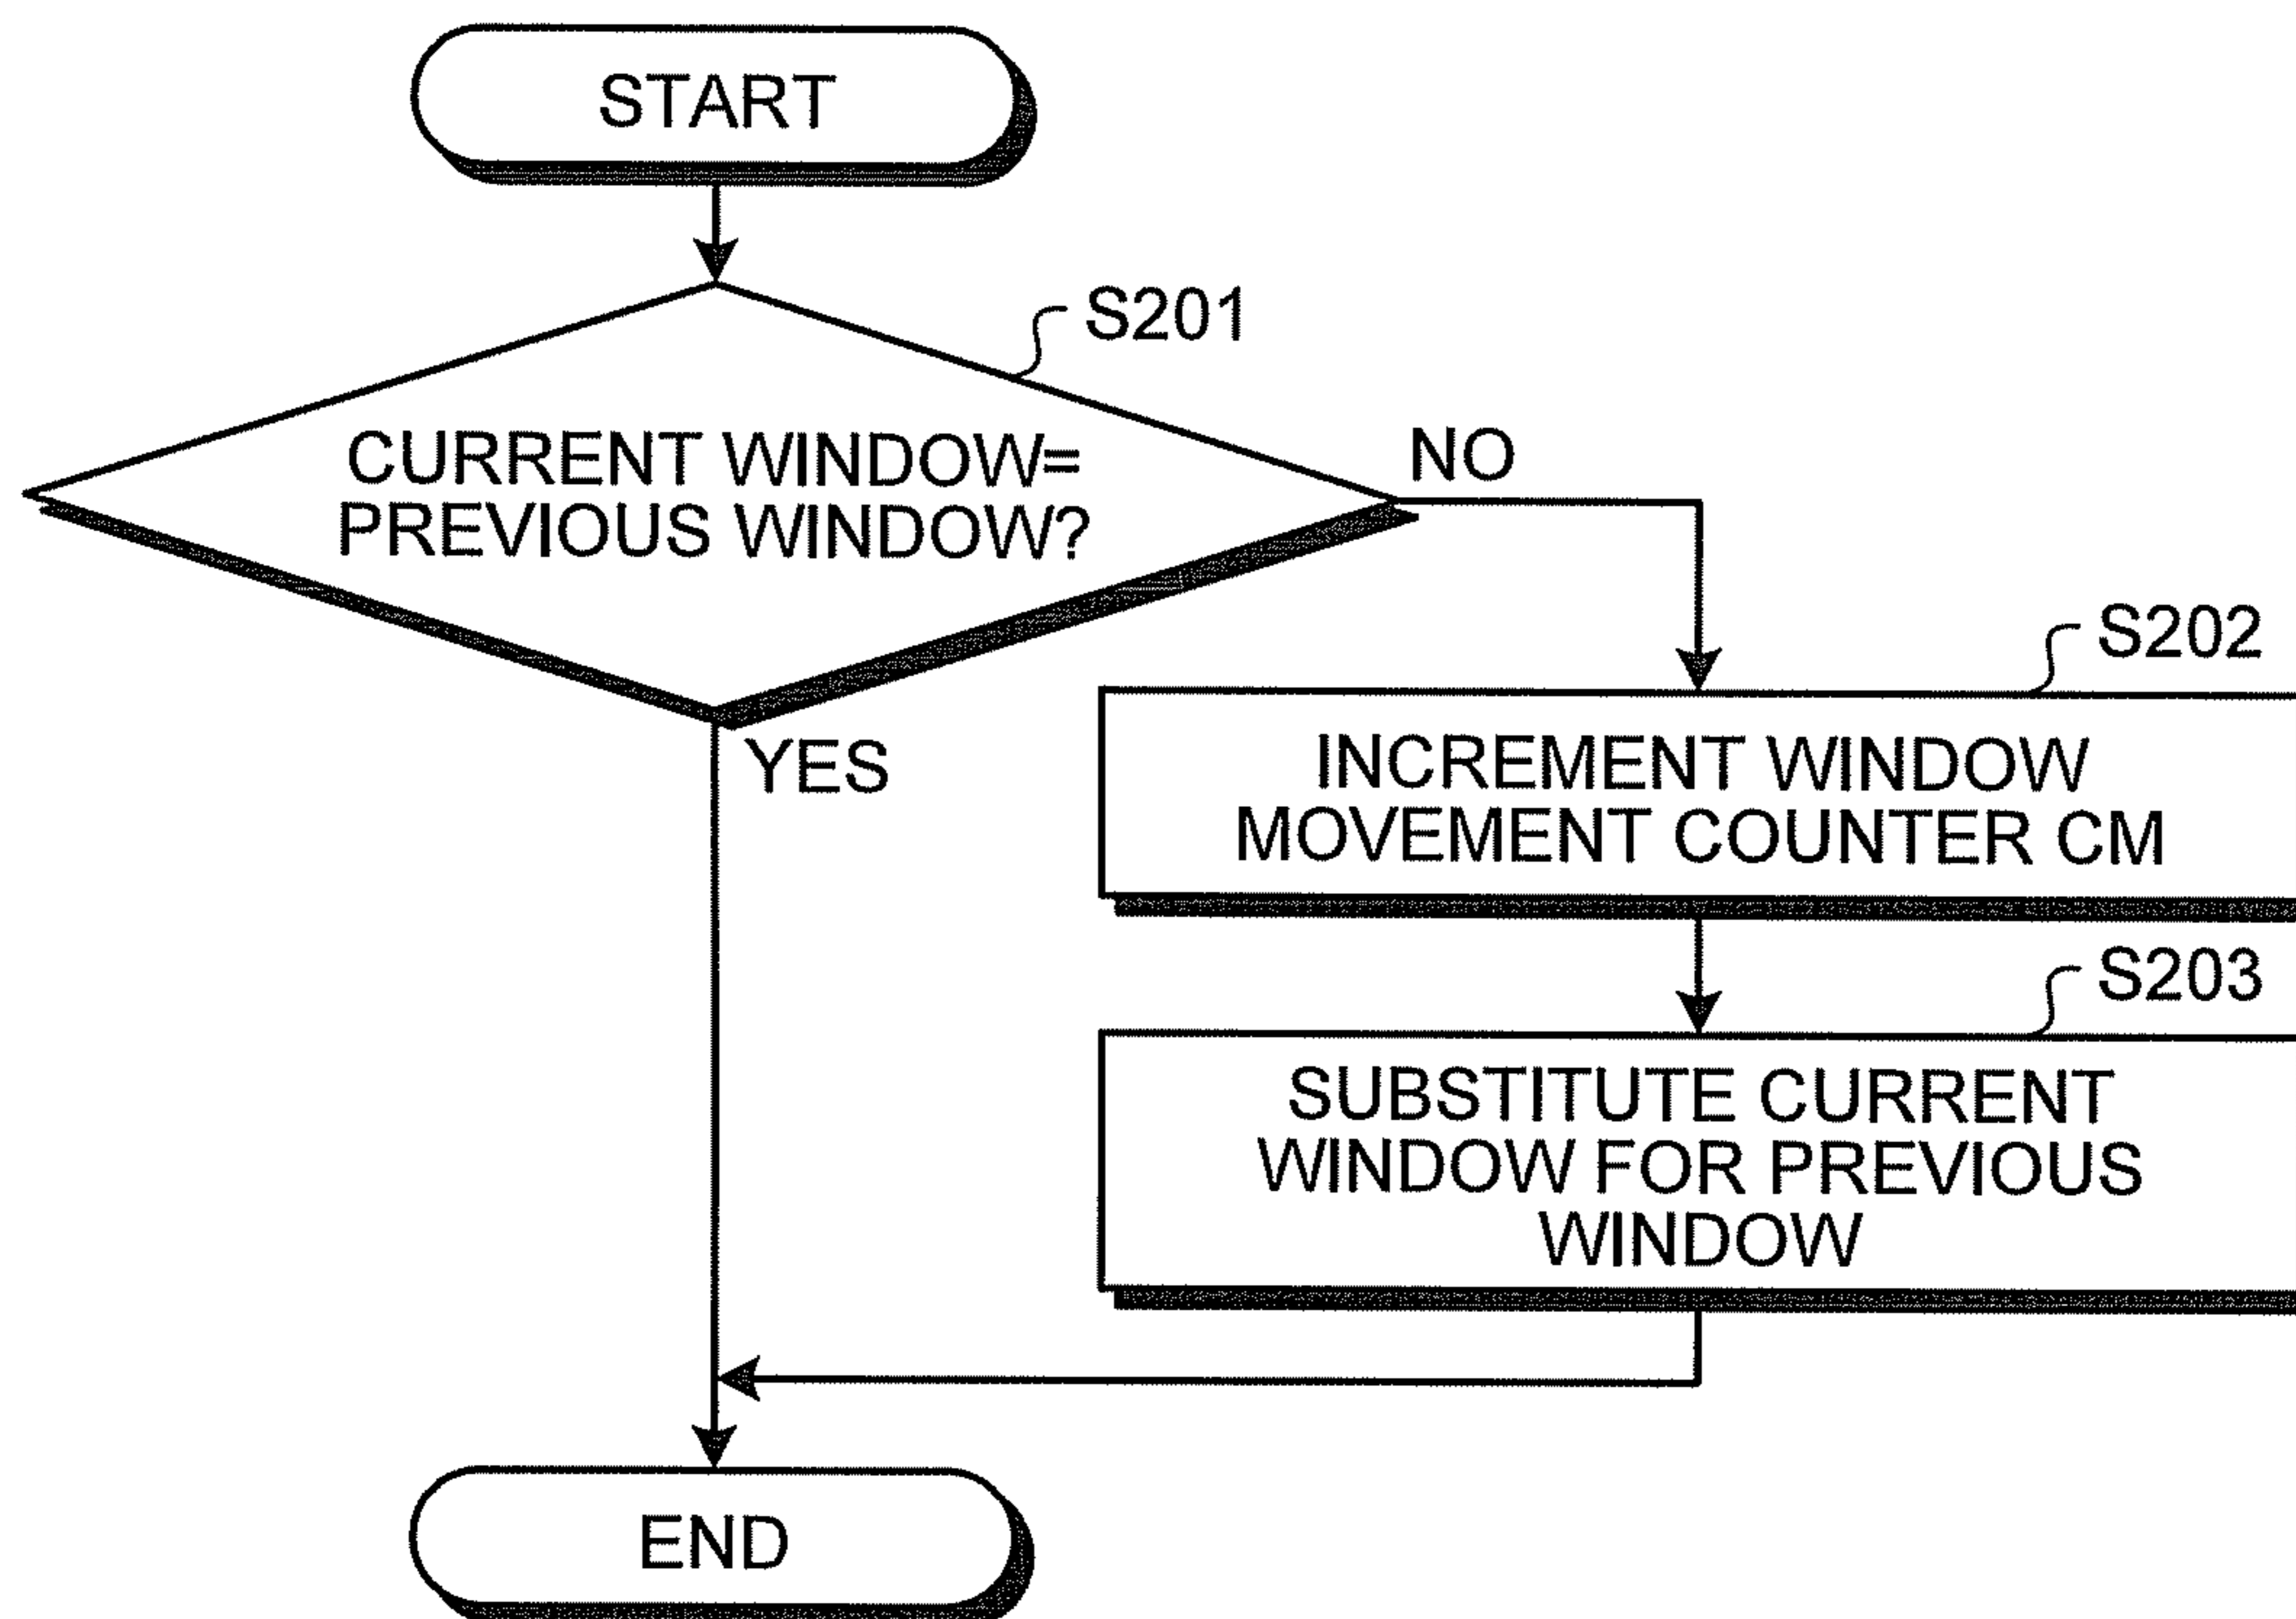 START
S201
CURRENT WINDOW=
PREVIOUS WINDOW?
NO
YES
S202
INCREMENT WINDOW
MOVEMENT COUNTER CM
S203
SUBSTITUTE CURRENT
WINDOW FOR PREVIOUS
WINDOW
END